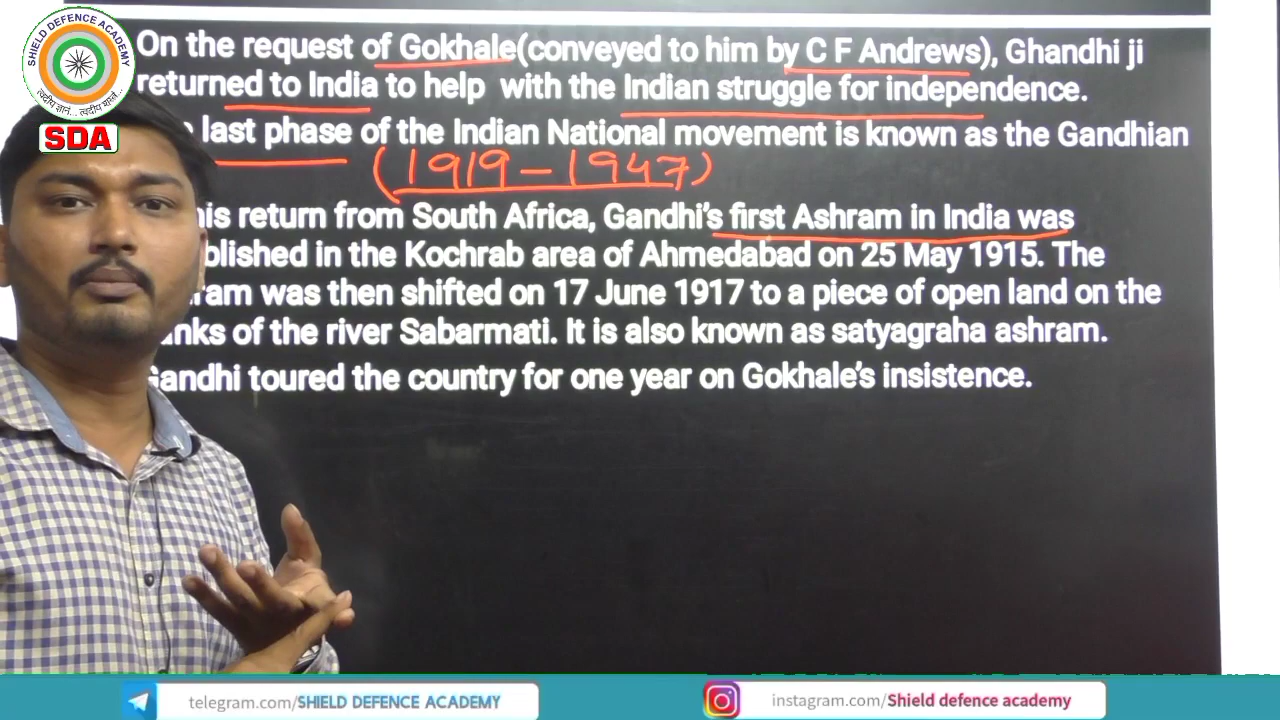 SHIELD DEFENCE ACADEMY
SDA
On the request of Gokhale(conveyed to him by C F Andrews), Ghandhi ji
returned to India to help with the Indian struggle for independence.
last phase of the Indian National movement is known as the Gandhian
(1919-1947)
his return from South Africa, Gandhi's first Ashram in India was
blished in the Kochrab area of Ahmedabad on 25 May 1915. The
ram was then shifted on 17 June 1917 to a piece of open land on the
nks of the river Sabarmati. It is also known as satyagraha ashram.
Gandhi toured the country for one year on Gokhale's insistence.
telegram.com/SHIELD DEFENCE ACADEMY
instagram.com/Shield defence academy